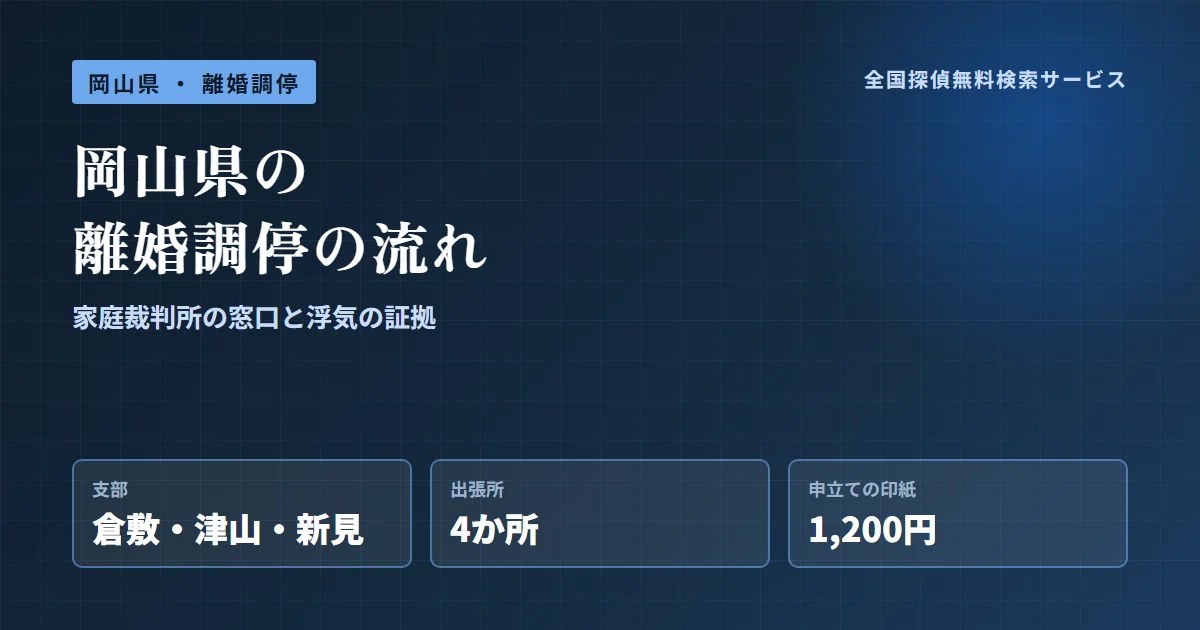 岡山県 ・ 離婚調停
全国探偵無料検索サービス
岡山県の
離婚調停の流れ
家庭裁判所の窓口と浮気の証拠
支部
倉敷・津山・新見
出張所
4か所
申立ての印紙
1,200円